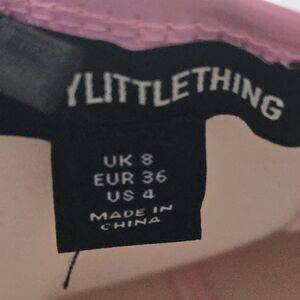 YLITTLETHING
UK 8
EUR 36
US 4
MADE IN
CHINA